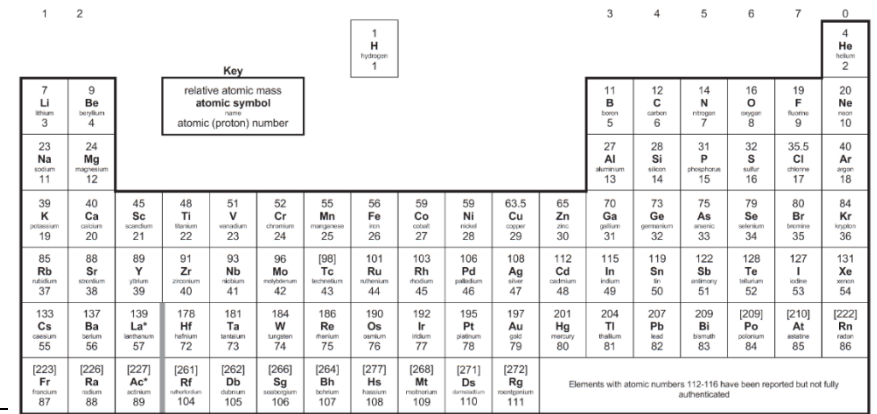 1 2 3 4 5 6 7 0
1 4
H He
hydrogen helium
1 2
Key
relative atomic mass
atomic symbol
name
atomic (proton) number
7 9 11 12 14 16 19 20
Li Be B C N O F Ne
lithium beryllium boron carbon nitrogen oxygen fluorine neon
3 4 5 6 7 8 9 10
23 24 27 28 31 32 35.5 40
Na Mg Al Si P S Cl Ar
sodium magnesium aluminium silicon phosphorus sulfur chlorine argon
11 12 13 14 15 16 17 18
39 40 45 48 51 52 55 56 59 59 63.5 65 70 73 75 79 80 84
K Ca Sc Ti V Cr Mn Fe Co Ni Cu Zn Ga Ge As Se Br Kr
potassium calcium scandium titanium vanadium chromium manganese iron cobalt nickel copper zinc gallium germanium arsenic selenium bromine krypton
19 20 21 22 23 24 25 26 27 28 29 30 31 32 33 34 35 36
85 88 89 91 93 96 [98] 101 103 106 108 112 115 119 122 128 127 131
Rb Sr Y Zr Nb Mo Tc Ru Rh Pd Ag Cd In Sn Sb Te I Xe
rubidium strontium yttrium zirconium niobium molybdenum technetium ruthenium rhodium palladium silver cadmium indium tin antimony tellurium iodine xenon
37 38 39 40 41 42 43 44 45 46 47 48 49 50 51 52 53 54
133 137 139 178 181 184 186 190 192 195 197 201 204 207 209 [209] [210] [222]
Cs Ba La* Hf Ta W Re Os Ir Pt Au Hg Tl Pb Bi Po At Rn
caesium barium lanthanum hafnium tantalum tungsten rhenium osmium iridium platinum gold mercury thallium lead bismuth polonium astatine radon
55 56 57 72 73 74 75 76 77 78 79 80 81 82 83 84 85 86
[223] [226] [227] [261] [262] [266] [264] [277] [268] [271] [272]
Fr Ra Ac* Rf Db Sg Bh Hs Mt Ds Rg
francium radium actinium rutherfordium dubnium seaborgium bohrium hassium meitnerium darmstadtium roentgenium
87 88 89 104 105 106 107 108 109 110 111
Elements with atomic numbers 112-116 have been reported but not fully
authenticated